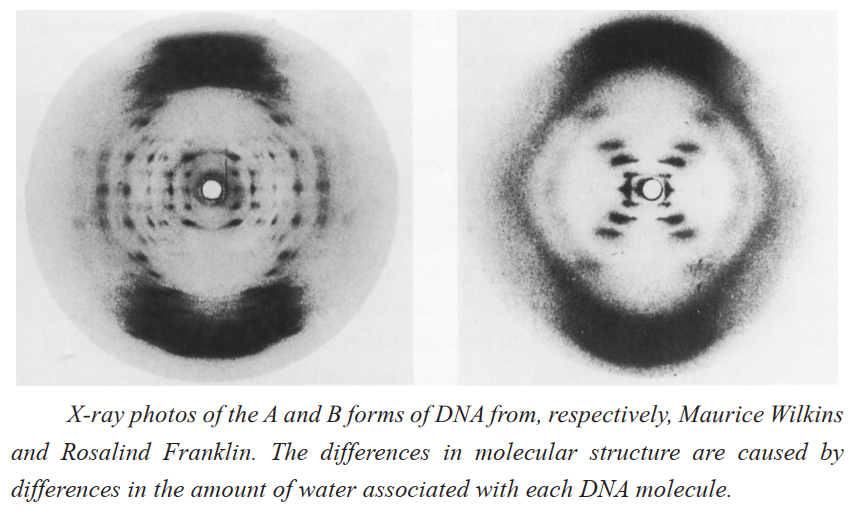 X-ray photos of the A and B forms of DNA from, respectively, Maurice Wilkins
and Rosalind Franklin. The differences in molecular structure are caused by
differences in the amount of water associated with each DNA molecule.